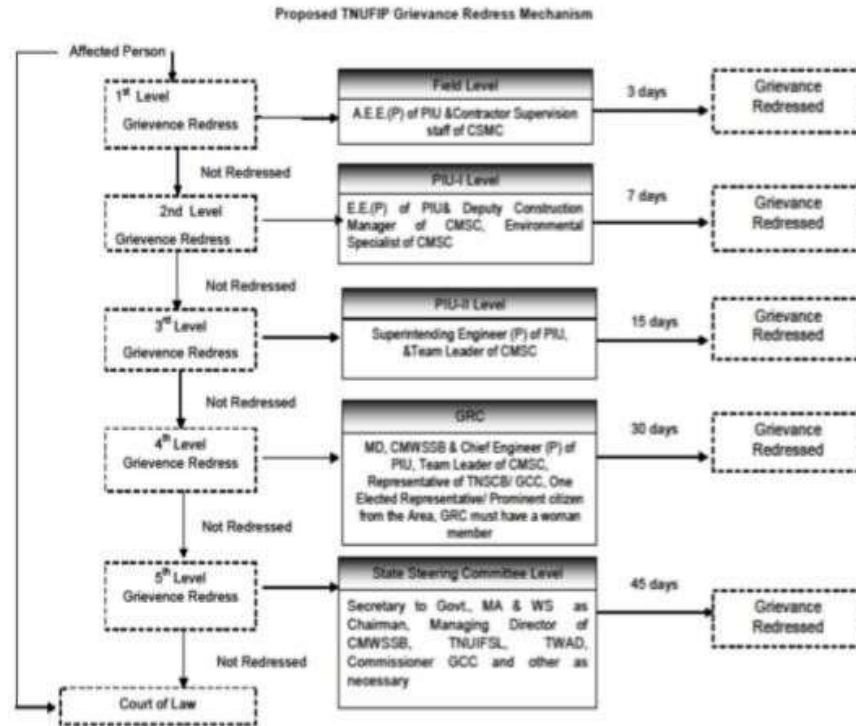 Proposed TNUFIP Grievance Redress Mechanism
Affected Person
1st Level
Grievence Redress
Field Level
A.E.E.(P) of PIU &Contractor Supervision
staff of CSMC
3 days
Grievance
Redressed
Not Redressed
2nd Level
Grievence Redress
PIU-I Level
E.E.(P) of PIU& Deputy Construction
Manager of CMSC, Environmental
Specialist of CMSC
7 days
Grievance
Redressed
Not Redressed
3rd Level
Grievence Redress
PIU-II Level
Superintending Engineer (P) of PIU,
&Team Leader of CMSC
15 days
Grievance
Redressed
Not Redressed
4th Level
Grievence Redress
GRC
MD, CMWSSB & Chief Engineer (P) of
PIU, Team Leader of CMSC,
Representative of TNSCB/ GCC, One
Elected Representative/ Prominent citizen
from the Area, GRC must have a woman
member
30 days
Grievance
Redressed
Not Redressed
5th Level
Grievence Redress
State Steering Committee Level
Secretary to Govt., MA & WS as
Chairman, Managing Director of
CMWSSB, TNUIFSL, TWAD,
Commissioner GCC and other as
necessary
45 days
Grievance
Redressed
Not Redressed
Court of Law